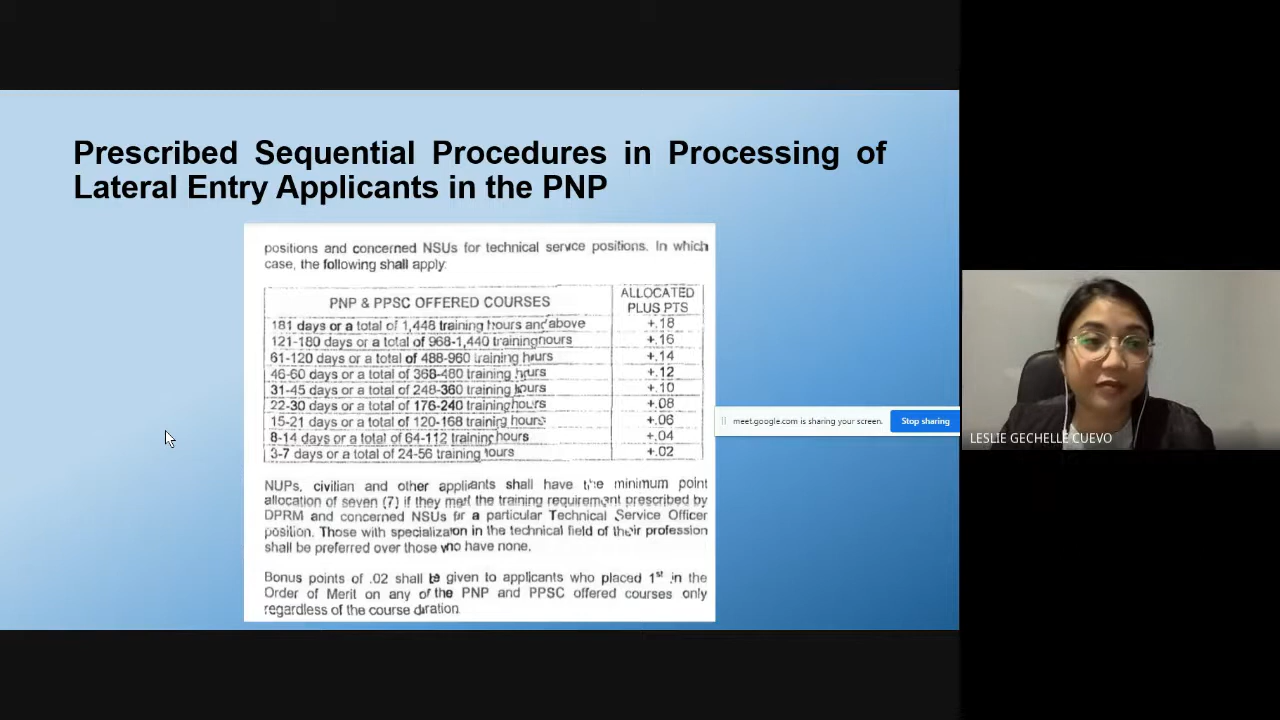 Prescribed Sequential Procedures in Processing of
Lateral Entry Applicants in the PNP
positions and concerned NSUs for technical service positions. In which
case, the following shall apply:
PNP & PPSC OFFERED COURSES
ALLOCATED
PLUS PTS
181 days or a total of 1,448 training hours and above
+.18
121-180 days or a total of 968-1,440 training hours
+.16
61-120 days or a total of 488-960 training hours
+.14
46-60 days or a total of 368-480 training hours
+.12
31-45 days or a total of 248-360 training hours
+.10
22-30 days or a total of 176-240 training hours
+.08
15-21 days or a total of 120-168 training hours
+.06
8-14 days or a total of 64-112 training hours
+.04
3-7 days or a total of 24-56 training hours
+.02
NUPs, civilian and other applicants shall have the minimum point
allocation of seven (7) if they meet the training requirement prescribed by
DPRM and concerned NSUs for a particular Technical Service Officer
position. Those with specialization in the technical field of their profession
shall be preferred over those who have none.
Bonus points of .02 shall be given to applicants who placed 1st in the
Order of Merit on any of the PNP and PPSC offered courses only
regardless of the course duration
meet.google.com is sharing your screen.
Stop sharing
LESLIE GECHELLE CUEVO